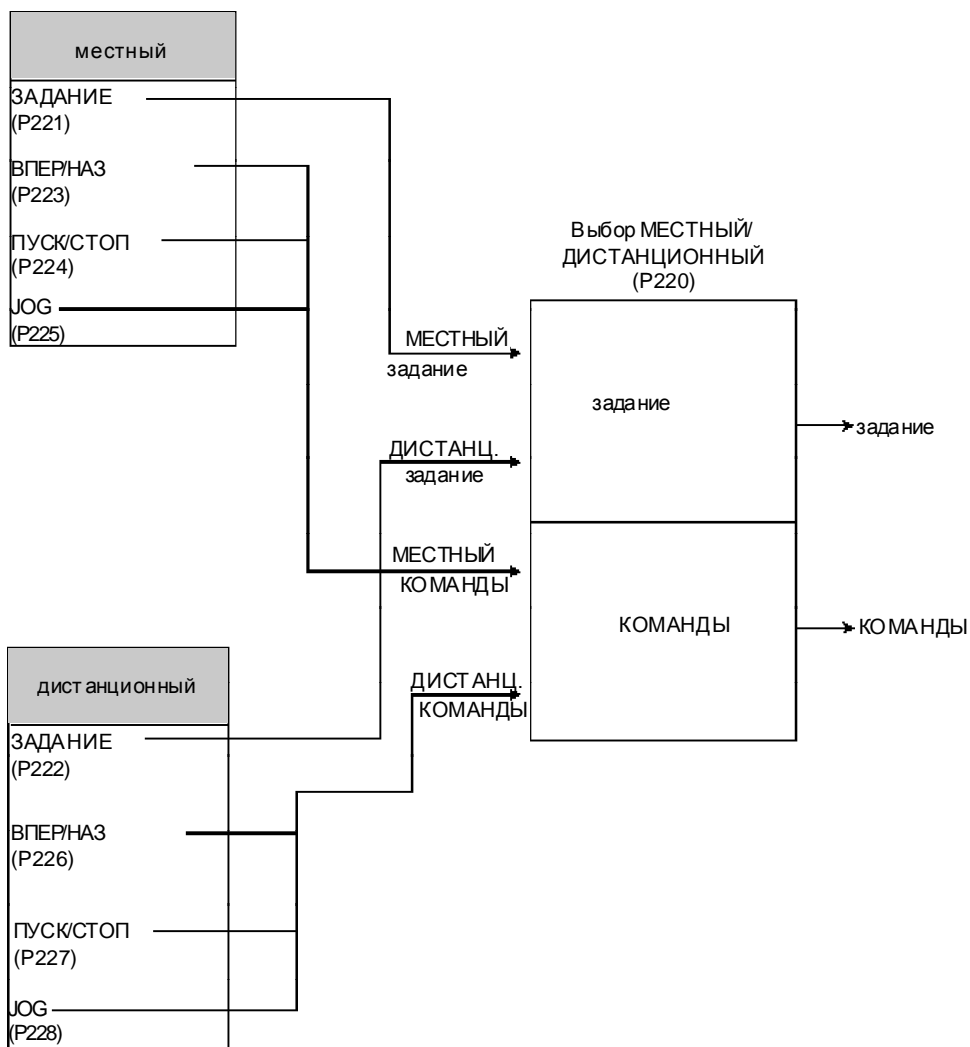 местный
ЗАДАНИЕ
(P221)
ВПЕР/НАЗ
(P223)
ПУСК/СТОП
(P224)
JOG
(P225)
Выбор МЕСТНЫЙ/
ДИСТАНЦИОННЫЙ
(P220)
МЕСТНЫЙ
задание
задание
задание
ДИСТАНЦ.
задание
МЕСТНЫЙ
КОМАНДЫ
КОМАНДЫ
КОМАНДЫ
ДИСТАНЦ.
КОМАНДЫ
дистанционный
ЗАДАНИЕ
(P222)
ВПЕР/НАЗ
(P226)
ПУСК/СТОП
(P227)
JOG
(P228)